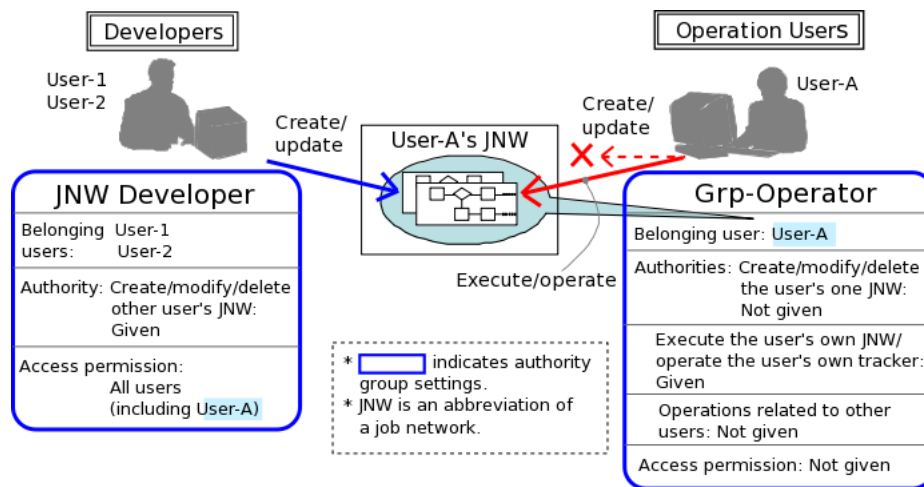 Developers
User-1
User-2
Create/
update
User-A's JNW
Operation Users
User-A
Create/
update
Execute/operate
JNW Developer
Belonging User-1
users: User-2
Authority: Create/modify/delete
other user's JNW:
Given
Access permission:
All users
(including User-A)
* indicates authority
group settings.
* JNW is an abbreviation of
a job network.
Grp-Operator
Belonging user: User-A
Authorities: Create/modify/delete
the user's one JNW:
Not given
Execute the user's own JNW/
operate the user's own tracker:
Given
Operations related to other
users: Not given
Access permission: Not given